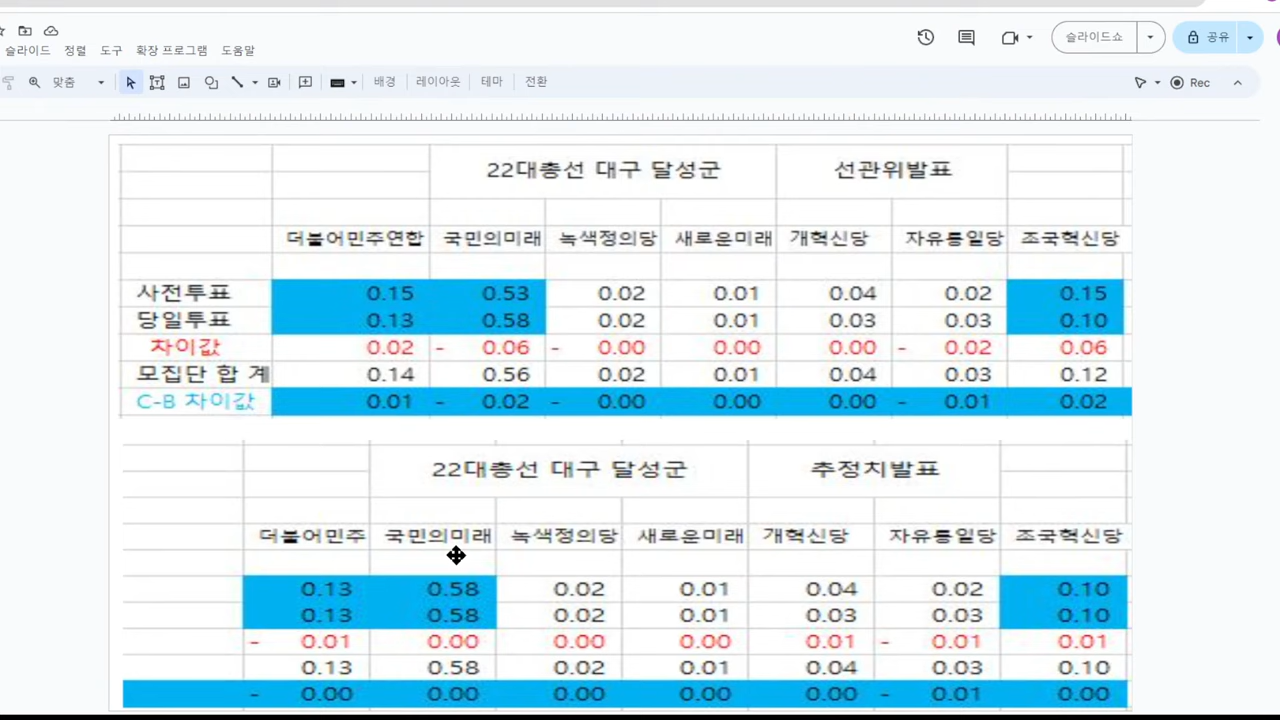 슬라이드 정렬 도구 확장 프로그램 도움말
슬라이드쇼 공유
맞춤 배경 레이아웃 테마 전환 Rec
22대총선 대구 달성군 선관위발표
더불어민주연합 국민의미래 녹색정의당 새로운미래 개혁신당 자유통일당 조국혁신당
사전투표 0.15 0.53 0.02 0.01 0.04 0.02 0.15
당일투표 0.13 0.58 0.02 0.01 0.03 0.03 0.10
차이값 0.02 - 0.06 - 0.00 0.00 0.00 - 0.02 0.06
모집단 합 계 0.14 0.56 0.02 0.01 0.04 0.03 0.12
C-B 차이값 0.01 - 0.02 - 0.00 0.00 0.00 - 0.01 0.02
22대총선 대구 달성군 추정치발표
더불어민주 국민의미래 녹색정의당 새로운미래 개혁신당 자유통일당 조국혁신당
0.13 0.58 0.02 0.01 0.04 0.02 0.10
0.13 0.58 0.02 0.01 0.03 0.03 0.10
- 0.01 0.00 0.00 0.00 0.01 - 0.01 0.01
0.13 0.58 0.02 0.01 0.04 0.03 0.10
- 0.00 0.00 0.00 0.00 0.00 - 0.01 0.00